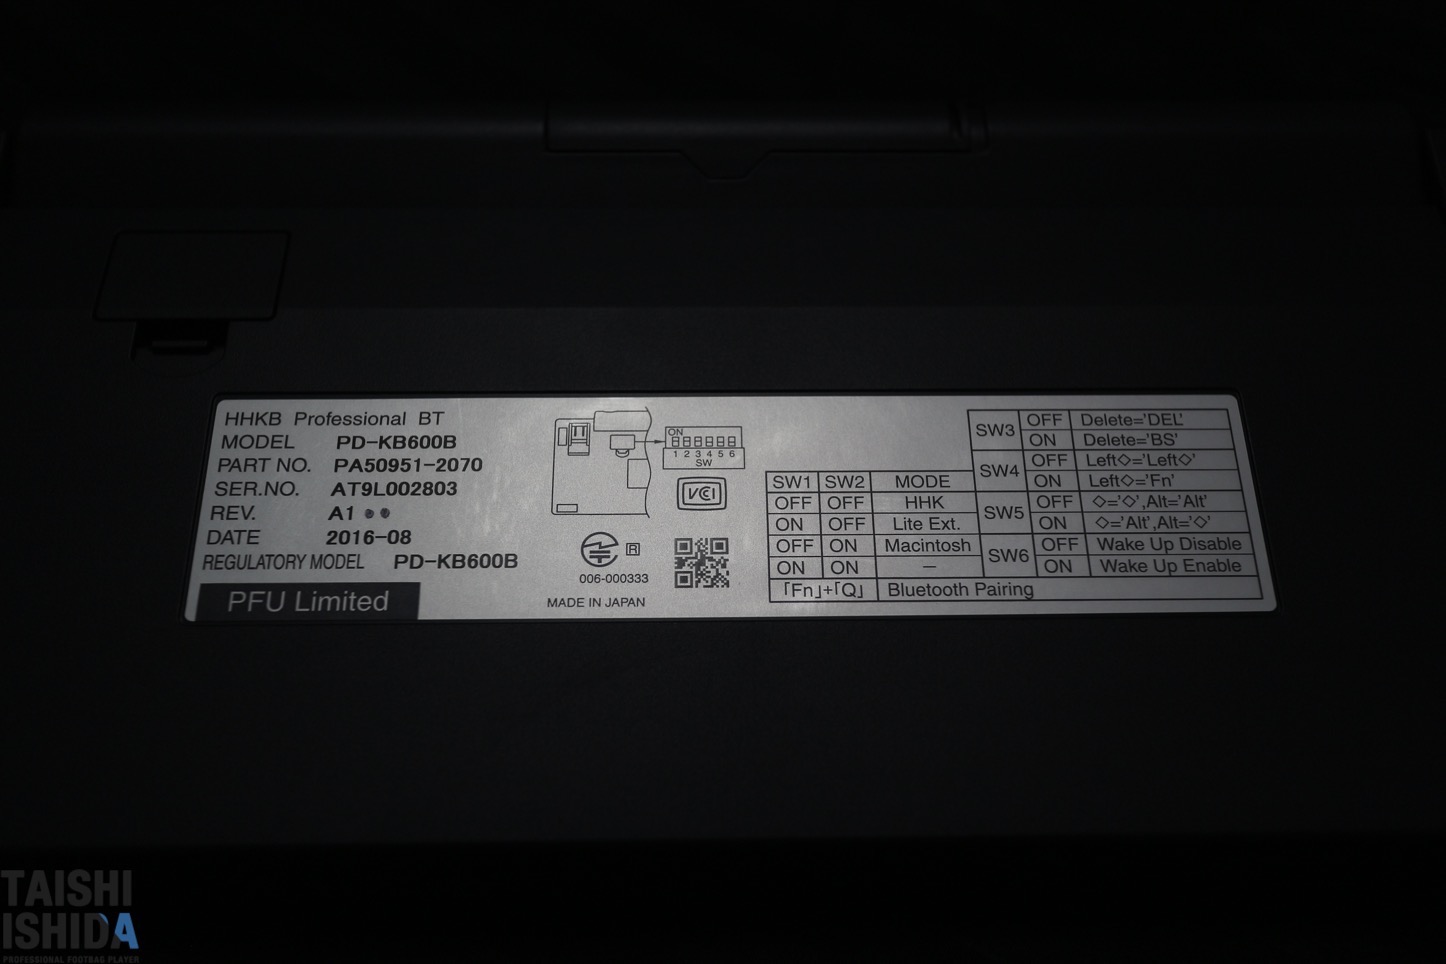 HHKB Professional BT
MODEL PD-KB600B
PART NO. PA50951-2070
SER.NO. AT9L002803
REV. A1
DATE 2016-08
REGULATORY MODEL PD-KB600B
PFU Limited
ON
1 2 3 4 5 6
SW
VCI
R
006-000333
MADE IN JAPAN
SW1 SW2 MODE
OFF OFF HHK
ON OFF Lite Ext.
OFF ON Macintosh
ON ON —
SW3 OFF Delete='DEL'
ON Delete='BS'
SW4 OFF Left◇='Left◇'
ON Left◇='Fn'
SW5 OFF ◇='◇',Alt='Alt'
ON ◇='Alt',Alt='◇'
SW6 OFF Wake Up Disable
ON Wake Up Enable
「Fn」+「Q」 Bluetooth Pairing
TAISHI
ISHIDA
PROFESSIONAL FOOTBAG PLAYER